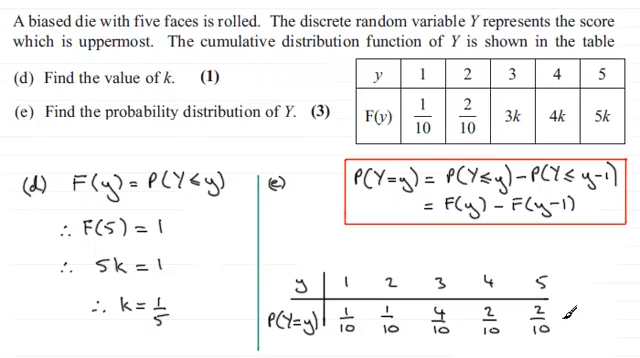 A biased die with five faces is rolled. The discrete random variable Y represents the score
which is uppermost. The cumulative distribution function of Y is shown in the table
(d) Find the value of k. (1)
(e) Find the probability distribution of Y. (3)
y 1 2 3 4 5
F(y) 1/10 2/10 3k 4k 5k
(d) F(y) = P(Y≤y)
∴ F(5) = 1
∴ 5k = 1
∴ k = 1/5
(e)
P(Y=y) = P(Y≤y) - P(Y≤ y-1)
= F(y) - F(y-1)
y 1 2 3 4 5
P(Y=y) 1/10 1/10 4/10 2/10 2/10